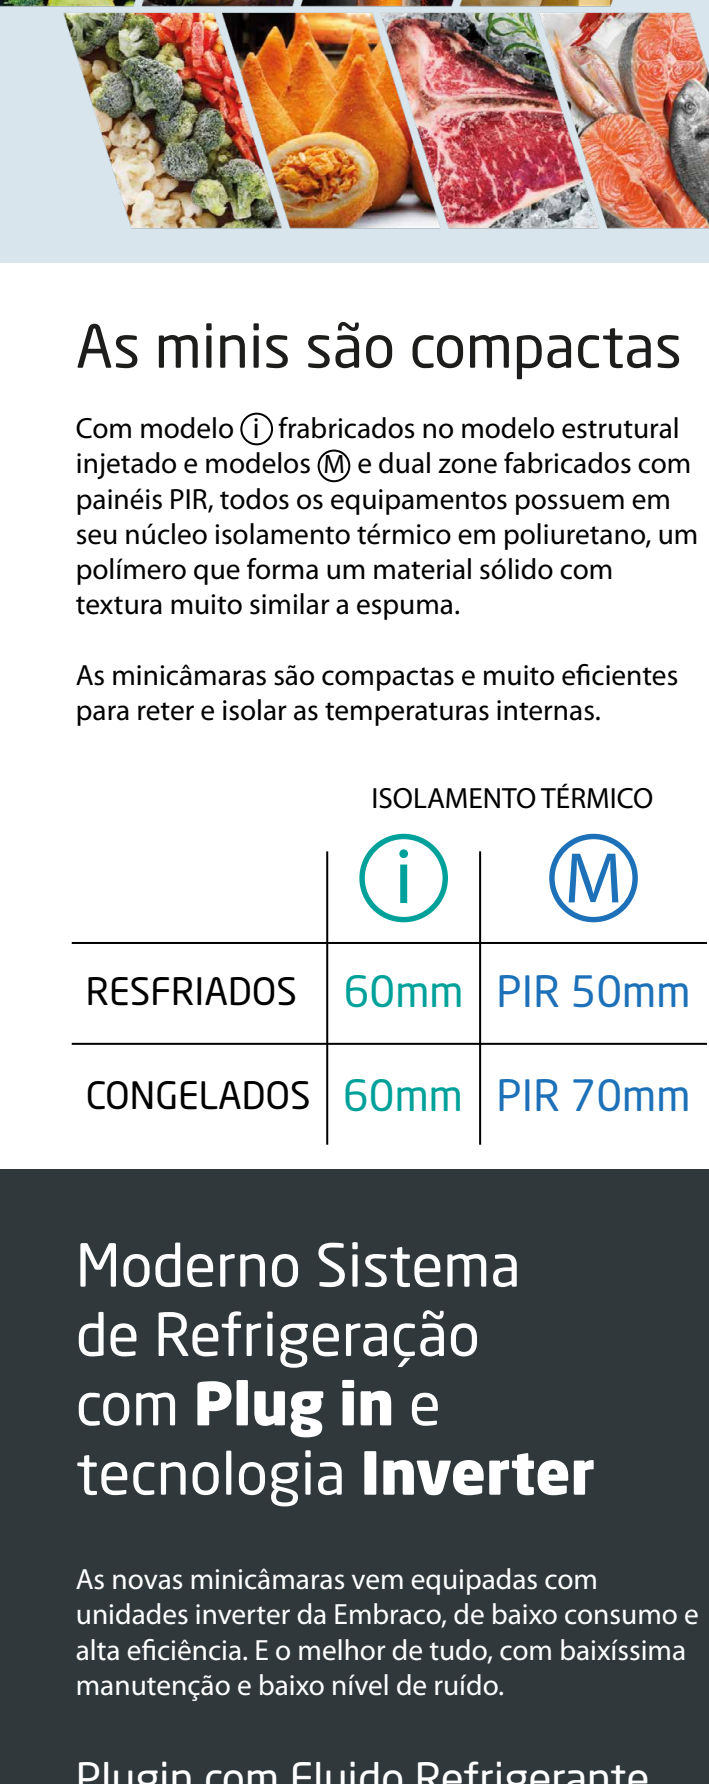 As minis são compactas
Com modelo ⓘ frabricados no modelo estrutural
injetado e modelos Ⓜ e dual zone fabricados com
painéis PIR, todos os equipamentos possuem em
seu núcleo isolamento térmico em poliuretano, um
polímero que forma um material sólido com
textura muito similar a espuma.
As minicâmaras são compactas e muito eficientes
para reter e isolar as temperaturas internas.
ISOLAMENTO TÉRMICO
ⓘ Ⓜ
RESFRIADOS 60mm PIR 50mm
CONGELADOS 60mm PIR 70mm
Moderno Sistema
de Refrigeração
com Plug in e
tecnologia Inverter
As novas minicâmaras vem equipadas com
unidades inverter da Embraco, de baixo consumo e
alta eficiência. E o melhor de tudo, com baixíssima
manutenção e baixo nível de ruído.
Plugin com Fluido Refrigerante